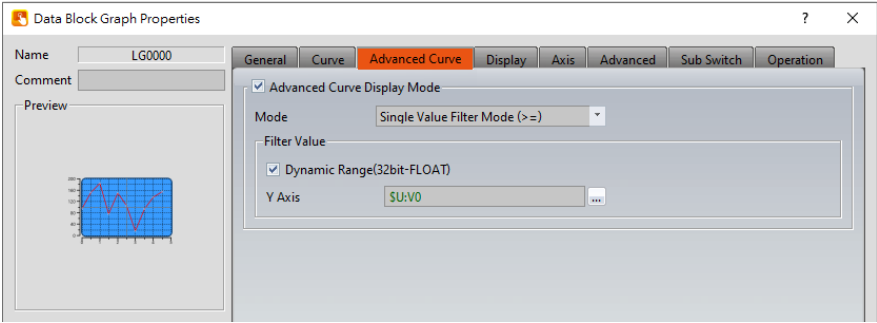 Data Block Graph Properties
Name LG0000
Comment
Preview
General Curve Advanced Curve Display Axis Advanced Sub Switch Operation
Advanced Curve Display Mode
Mode Single Value Filter Mode (>=)
Filter Value
Dynamic Range(32bit-FLOAT)
Y Axis $U:V0 ...